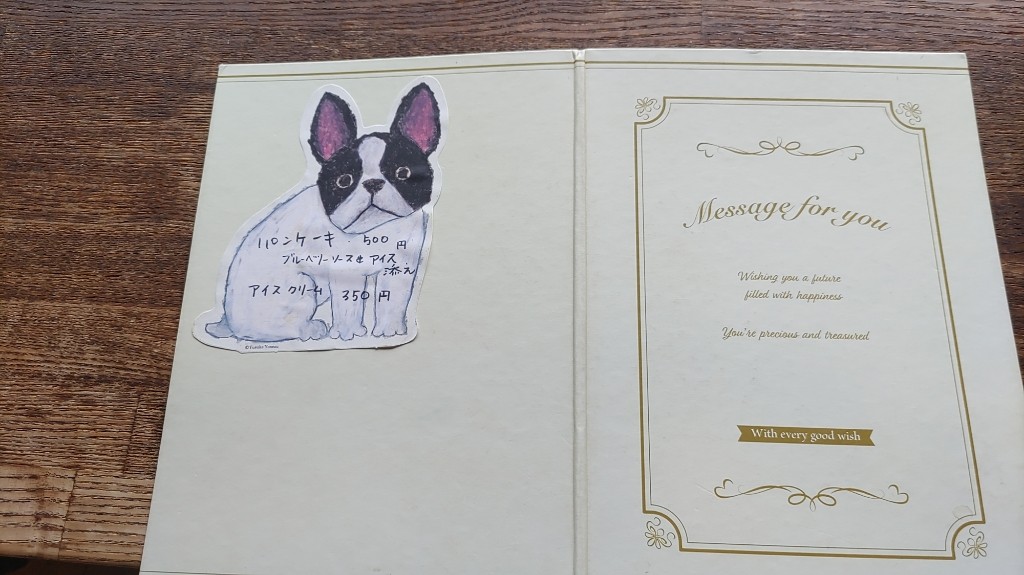 パンケーキ 500円
ブルーベリーソース&アイス
添え
アイスクリーム 350円
Message for you
Wishing you a future
filled with happiness
You're precious and treasured
With every good wish